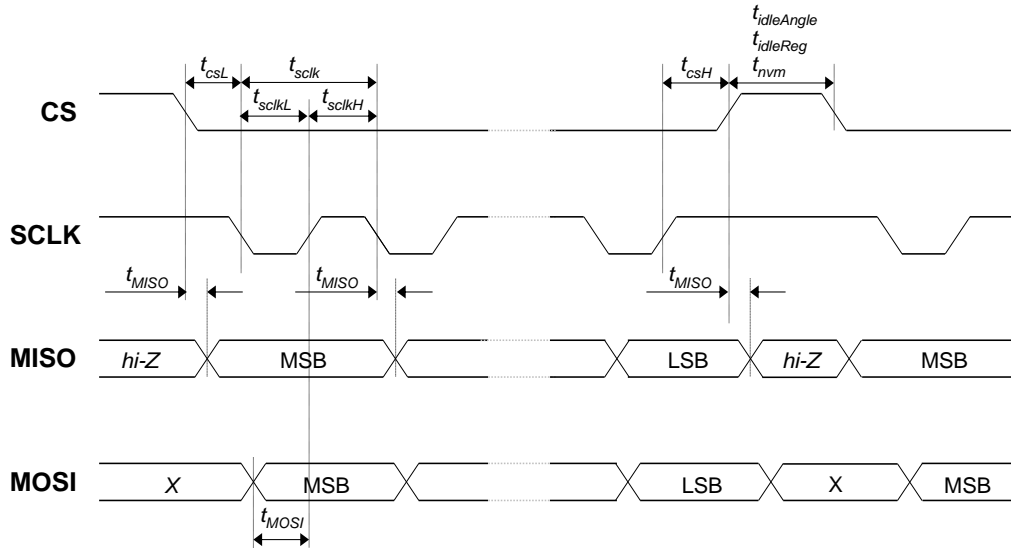 t_idleAngle
t_idleReg
t_csL t_sclk t_csH t_nvm
t_sclkL t_sclkH
CS
SCLK
t_MISO t_MISO t_MISO
MISO hi-Z MSB LSB hi-Z MSB
MOSI X MSB LSB X MSB
t_MOSI